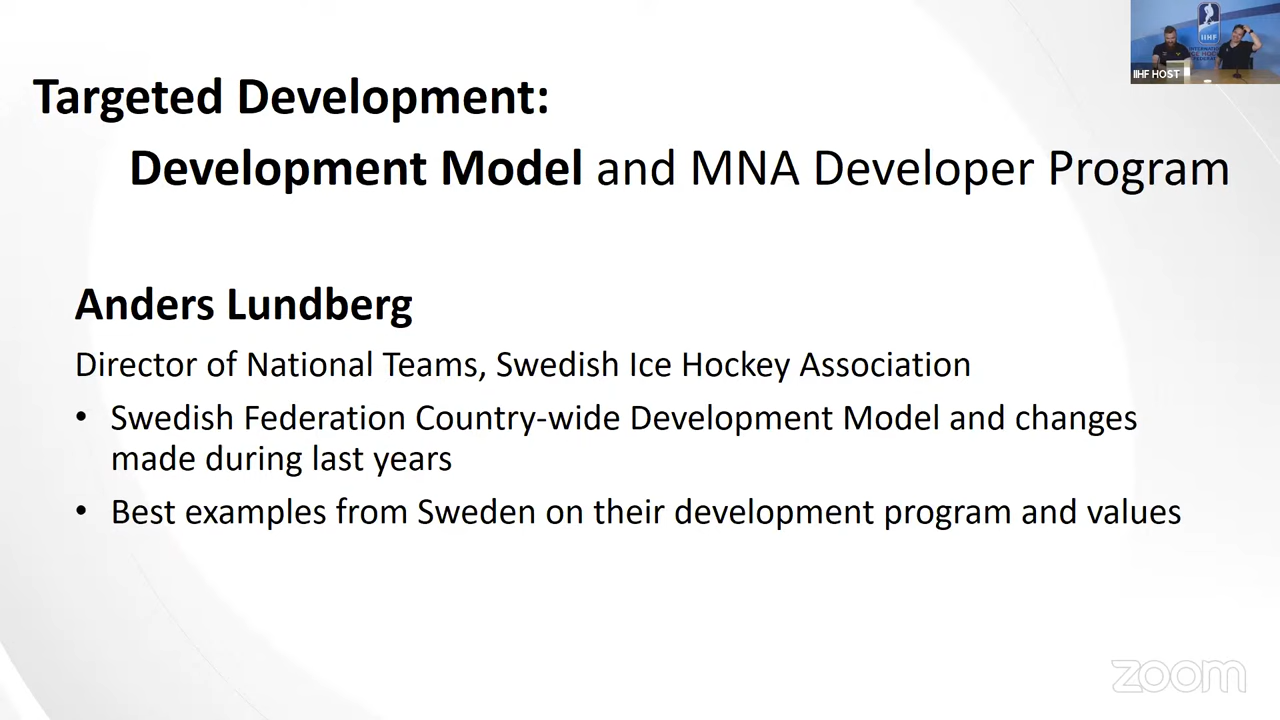 Targeted Development:
Development Model and MNA Developer Program
Anders Lundberg
Director of National Teams, Swedish Ice Hockey Association
• Swedish Federation Country-wide Development Model and changes
made during last years
• Best examples from Sweden on their development program and values
IIHF
IIHF HOST
zoom